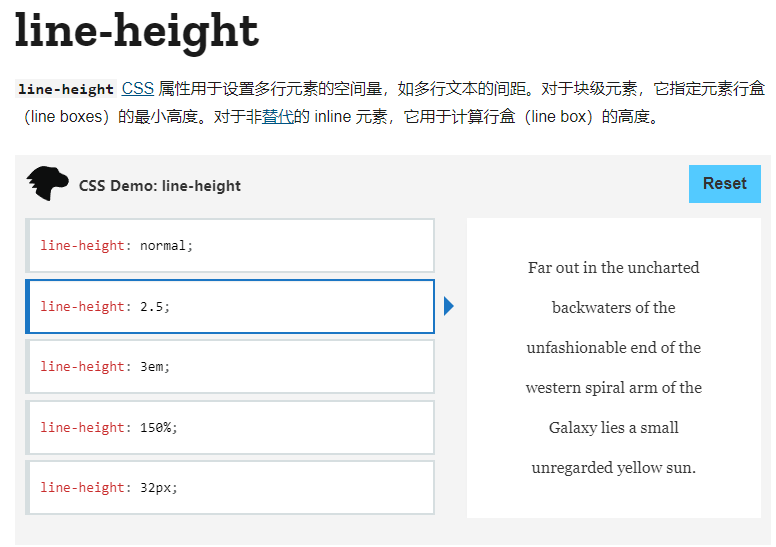 line-height
line-height CSS 属性用于设置多行元素的空间量，如多行文本的间距。对于块级元素，它指定元素行盒
（line boxes）的最小高度。对于非替代的 inline 元素，它用于计算行盒（line box）的高度。
CSS Demo: line-height
Reset
line-height: normal;
line-height: 2.5;
line-height: 3em;
line-height: 150%;
line-height: 32px;
Far out in the uncharted
backwaters of the
unfashionable end of the
western spiral arm of the
Galaxy lies a small
unregarded yellow sun.